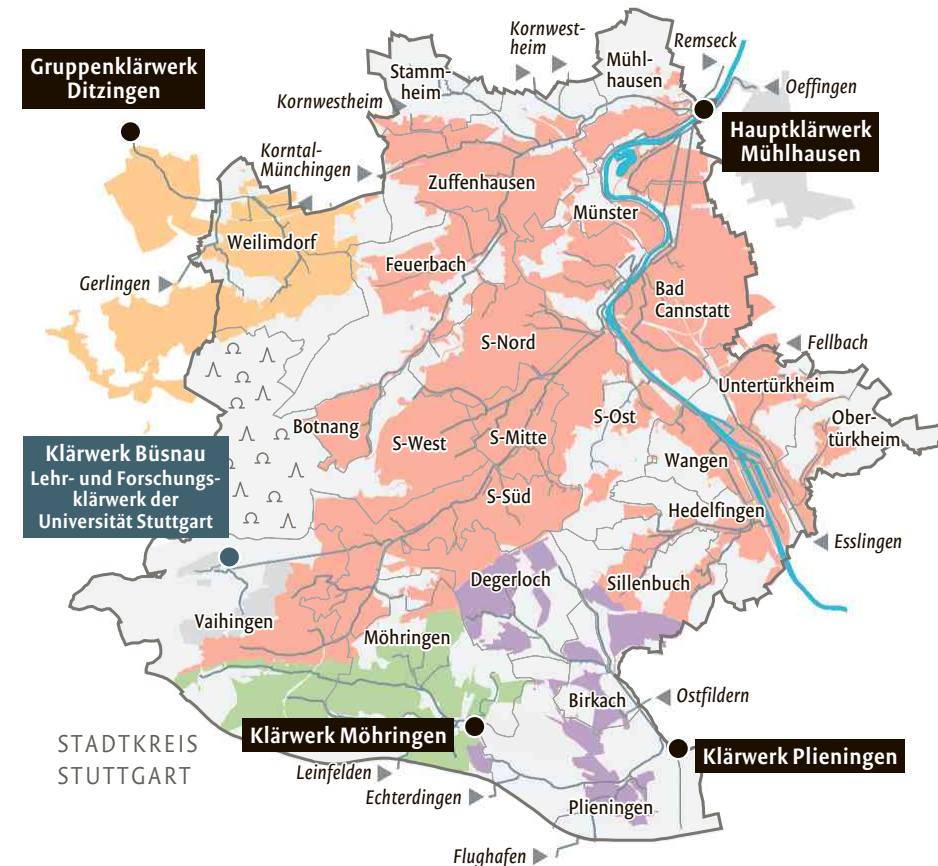 Kornwest-
heim
Remseck
Mühl-
hausen
Gruppenklärwerk
Ditzingen
Stamm-
heim
Oeffingen
Kornwestheim
Hauptklärwerk
Mühlhausen
Korntal-
Münchingen
Zuffenhausen
Münster
Weilimdorf
Feuerbach
Gerlingen
Bad
Cannstatt
S-Nord
Fellbach
Untertürkheim
Botnang
S-Ost
Ober-
türkheim
S-West
S-Mitte
Klärwerk Büsnau
Lehr- und Forschungs-
klärwerk der
Universität Stuttgart
Wangen
S-Süd
Hedelfingen
Esslingen
Degerloch
Sillenbuch
Vaihingen
Möhringen
Birkach
Ostfildern
Klärwerk Möhringen
STADTKREIS
STUTTGART
Klärwerk Plieningen
Leinfelden
Echterdingen
Plieningen
Flughafen